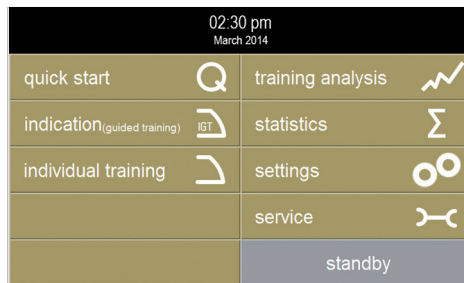 02:30 pm
March 2014
quick start Q
training analysis
indication(guided training) IGT
statistics Σ
individual training
settings
service
standby